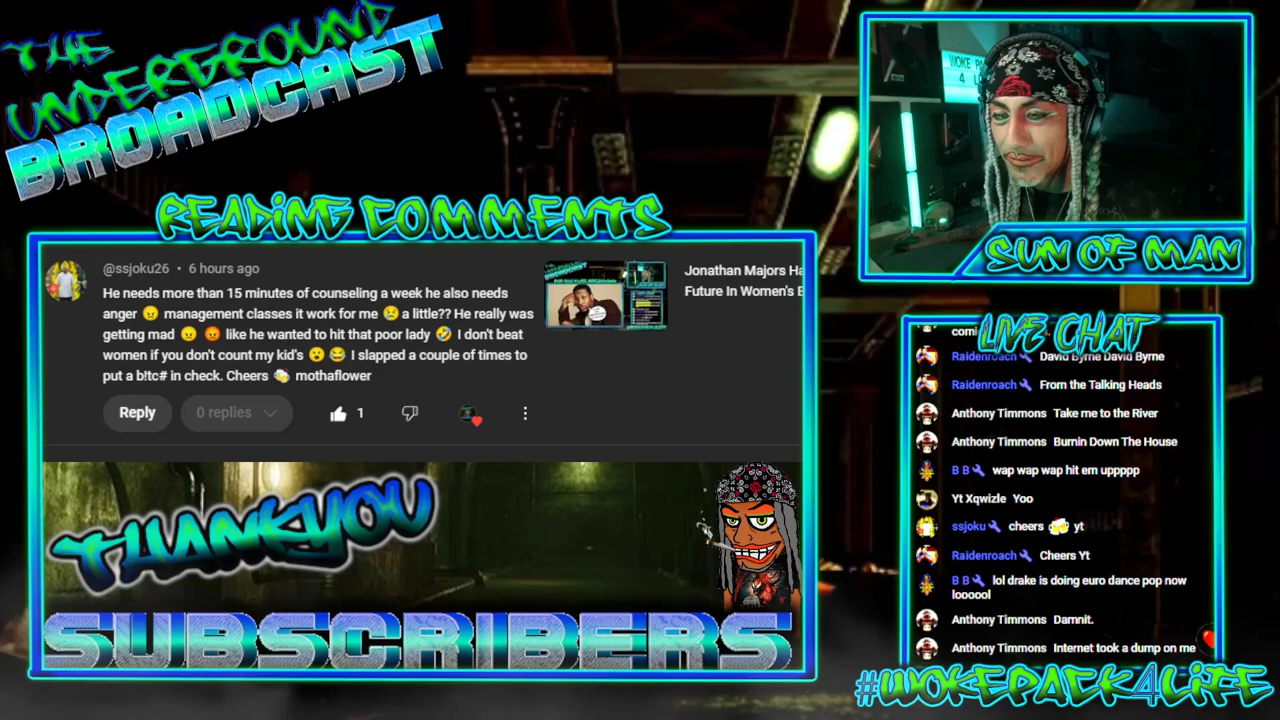 THE
UNDERGROUND
BROADCAST
READING COMMENTS
@ssjoku26 • 6 hours ago
He needs more than 15 minutes of counseling a week he also needs
anger 😠 management classes it work for me 😢 a little?? He really was
getting mad 😠 😡 like he wanted to hit that poor lady 🤣 I don't beat
women if you don't count my kid's 😮 😂 I slapped a couple of times to
put a b!tc# in check. Cheers 🍻 mothaflower
Reply
0 replies
1
Jonathan Majors Ha
Future In Women's E
THANKYOU
SUBSCRIBERS
WOKE PA
4 L
SUN OF MAN
LIVE CHAT
comi
Raidenroach David Byrne David Byrne
Raidenroach From the Talking Heads
Anthony Timmons Take me to the River
Anthony Timmons Burnin Down The House
B B wap wap wap hit em uppppp
Yt Xqwizle Yoo
ssjoku cheers 🍻 yt
Raidenroach Cheers Yt
B B lol drake is doing euro dance pop now
loooool
Anthony Timmons Damnit.
Anthony Timmons Internet took a dump on me
#WOKEPACK4LIFE